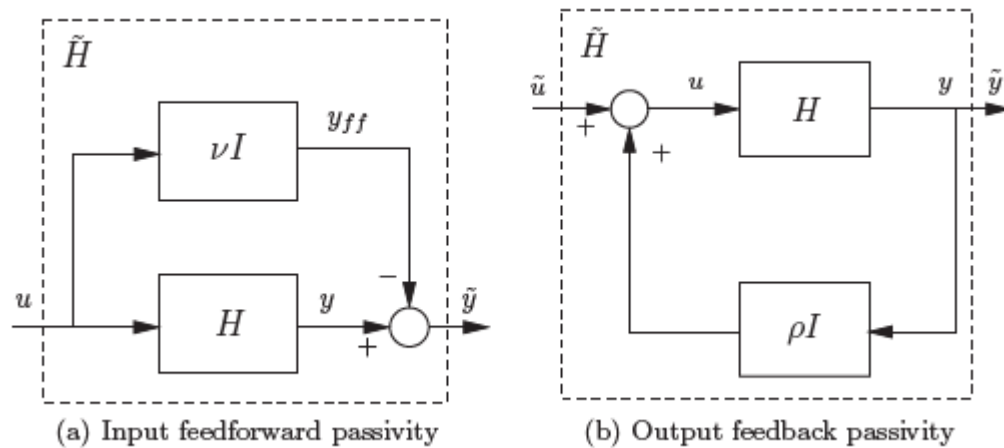 H̃
νI
y_ff
−
u
H
y
+
ỹ
(a) Input feedforward passivity
H̃
ũ
+
+
u
H
y
ỹ
ρI
(b) Output feedback passivity